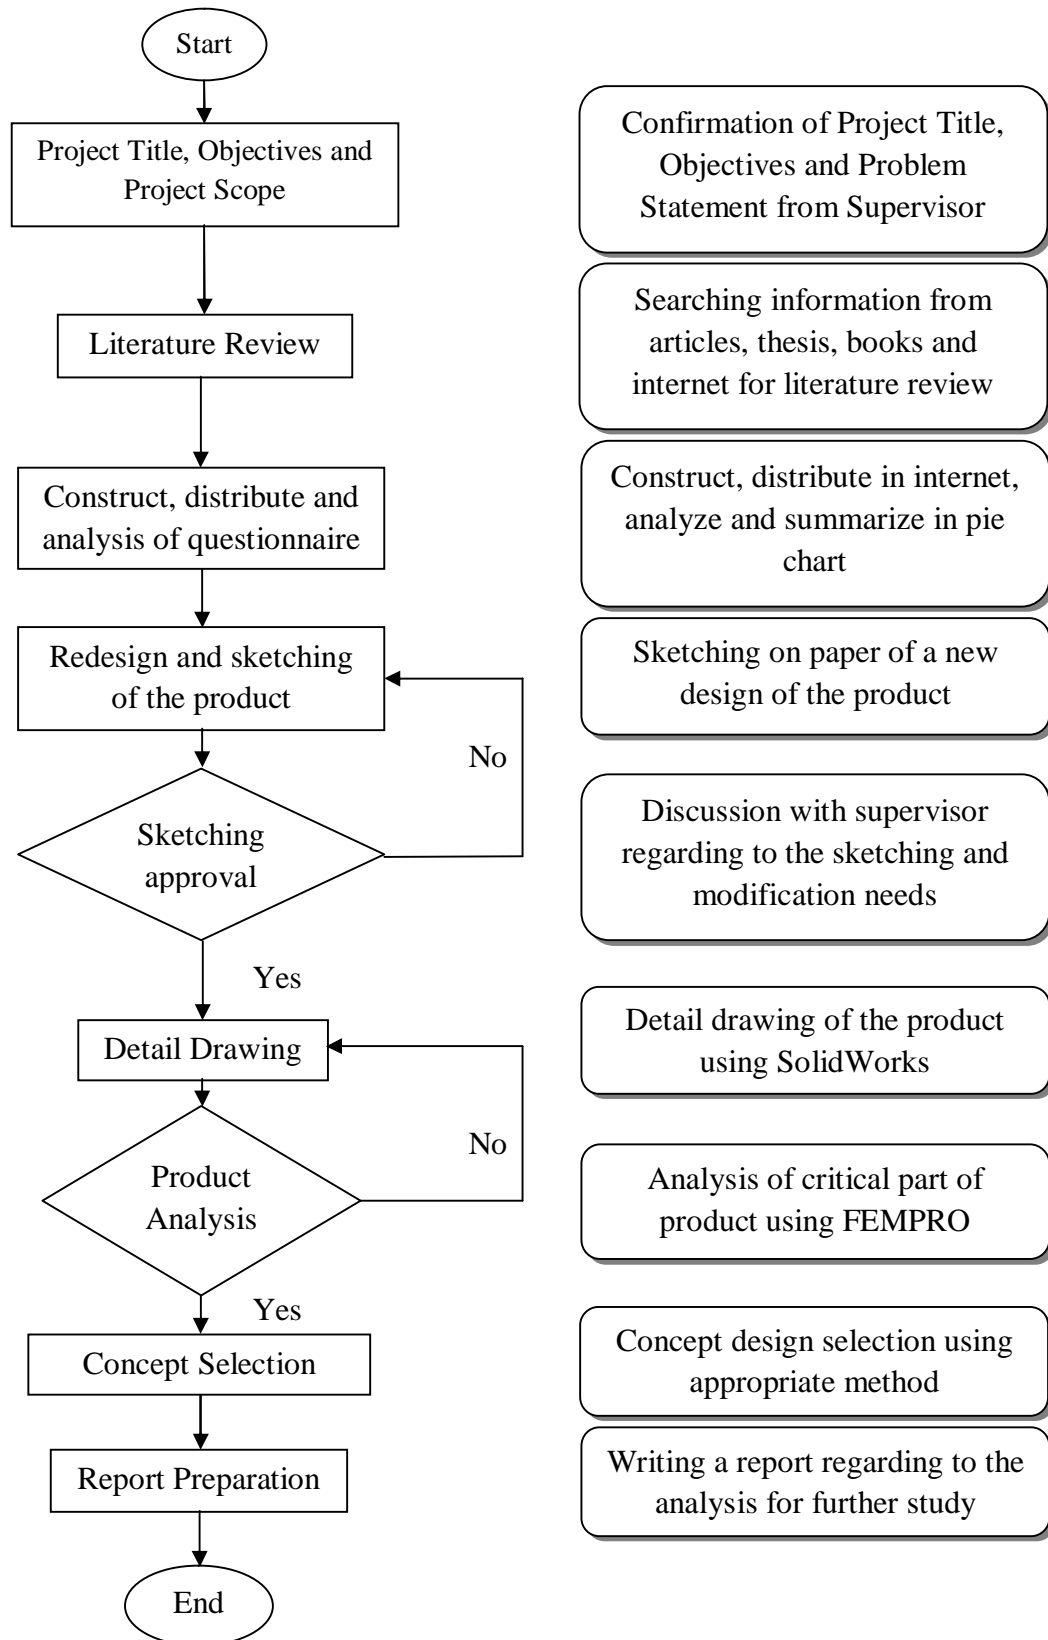 Start
Project Title, Objectives and
Project Scope
Confirmation of Project Title,
Objectives and Problem
Statement from Supervisor
Literature Review
Searching information from
articles, thesis, books and
internet for literature review
Construct, distribute and
analysis of questionnaire
Construct, distribute in internet,
analyze and summarize in pie
chart
Redesign and sketching
of the product
Sketching on paper of a new
design of the product
No
Sketching
approval
Discussion with supervisor
regarding to the sketching and
modification needs
Yes
Detail Drawing
Detail drawing of the product
using SolidWorks
No
Product
Analysis
Analysis of critical part of
product using FEMPRO
Yes
Concept Selection
Concept design selection using
appropriate method
Report Preparation
Writing a report regarding to the
analysis for further study
End